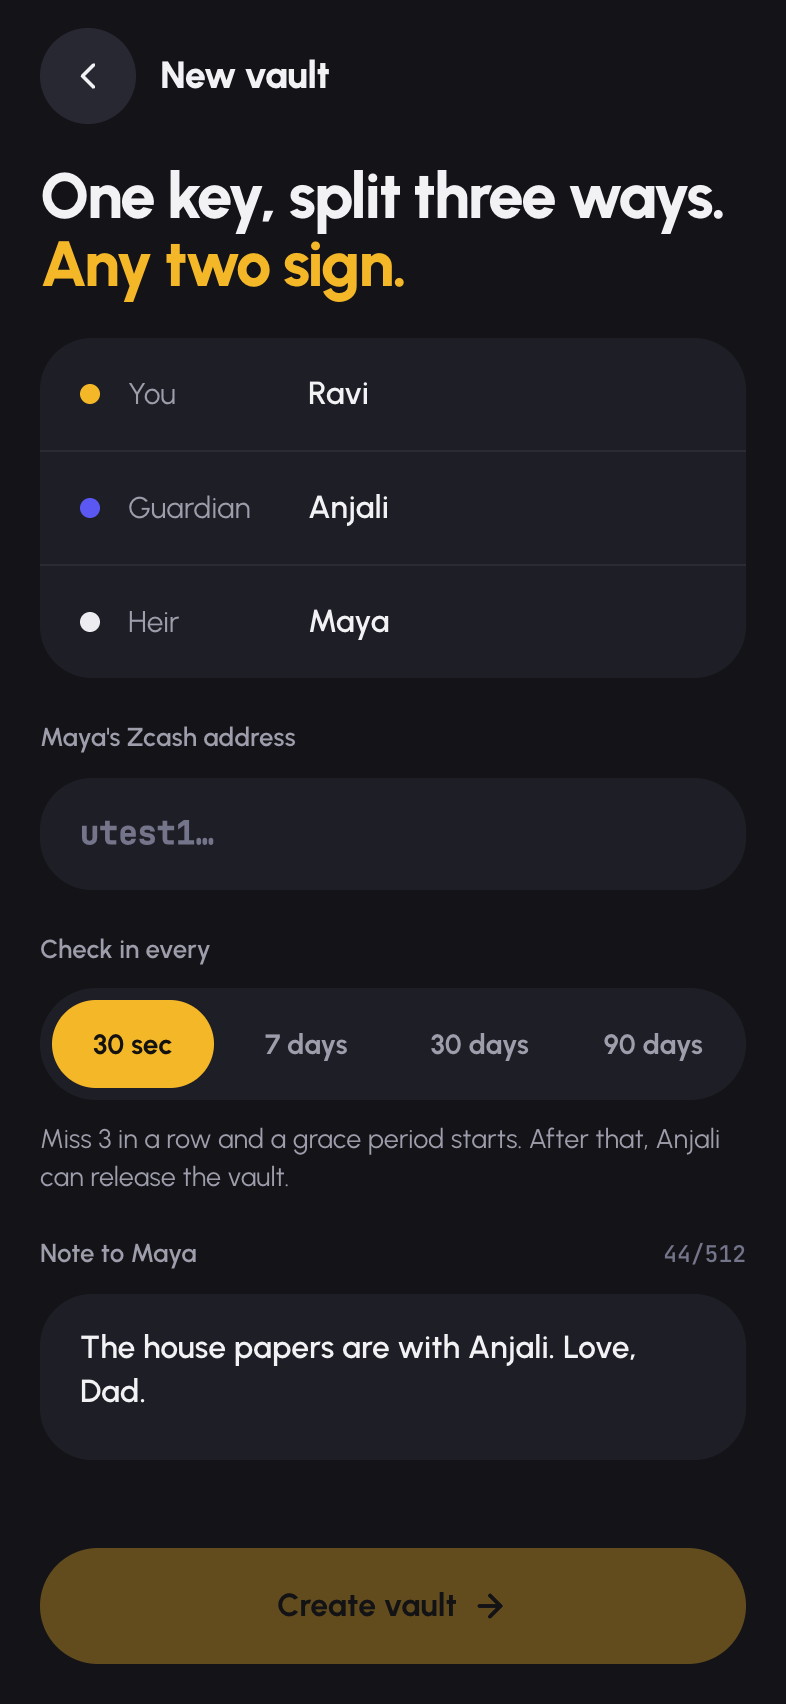 New vault
One key, split three ways.
Any two sign.
You Ravi
Guardian Anjali
Heir Maya
Maya's Zcash address
utest1…
Check in every
30 sec 7 days 30 days 90 days
Miss 3 in a row and a grace period starts. After that, Anjali
can release the vault.
Note to Maya 44/512
The house papers are with Anjali. Love,
Dad.
Create vault →